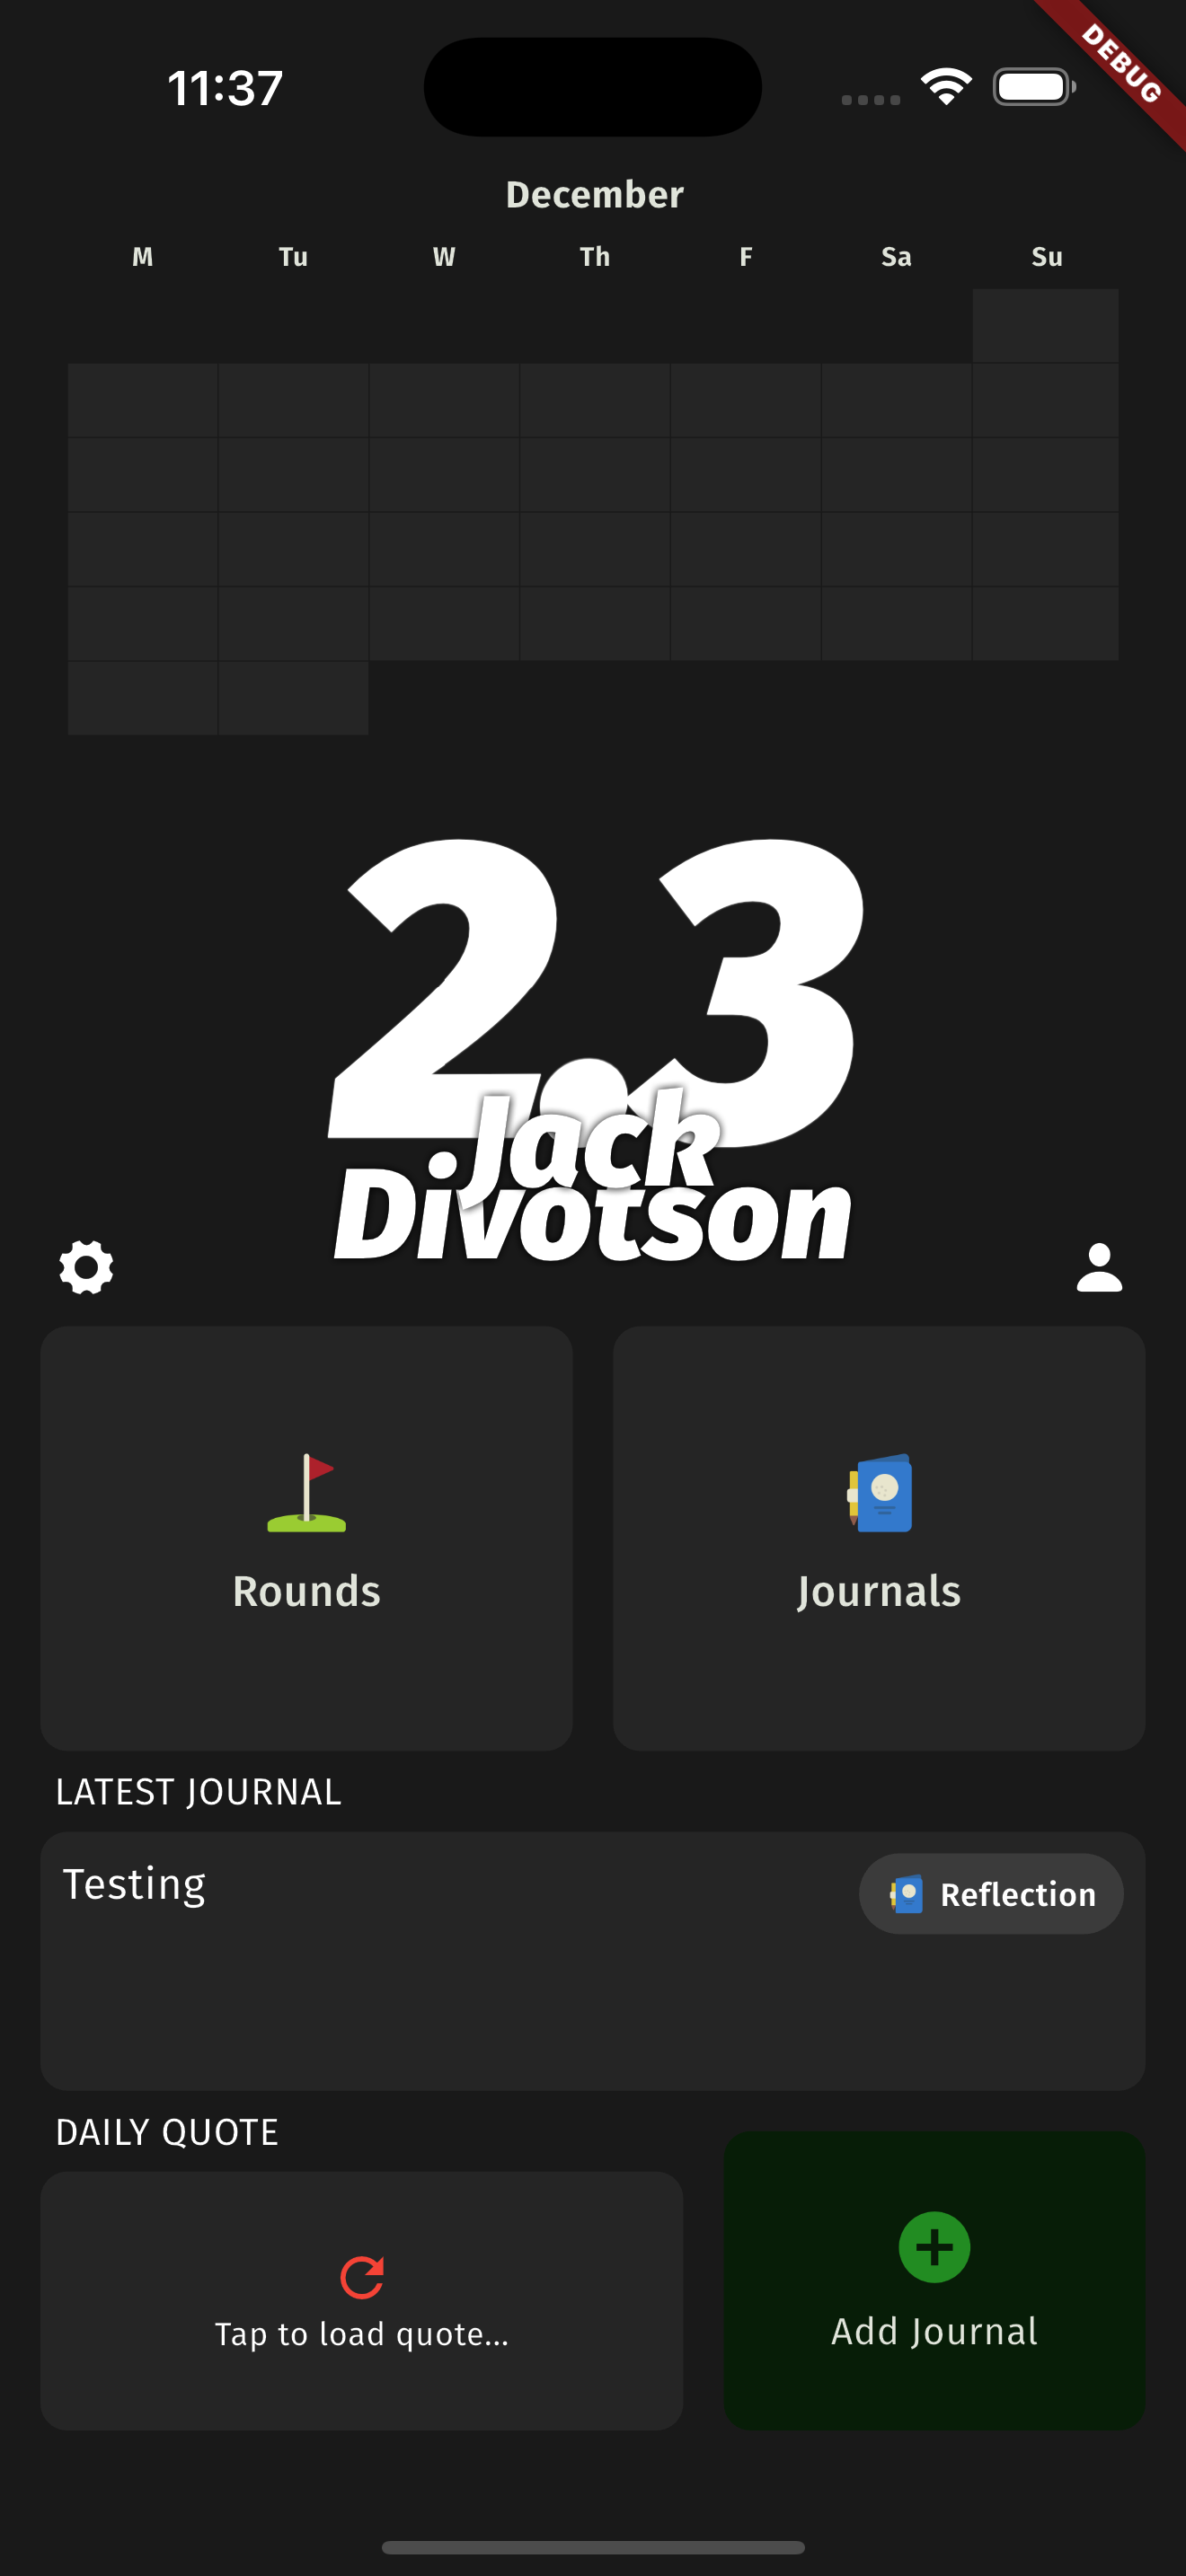 11:37
DEBUG
December
M Tu W Th F Sa Su
2.3
Jack
Divotson
Rounds
Journals
LATEST JOURNAL
Testing
Reflection
DAILY QUOTE
Tap to load quote...
Add Journal